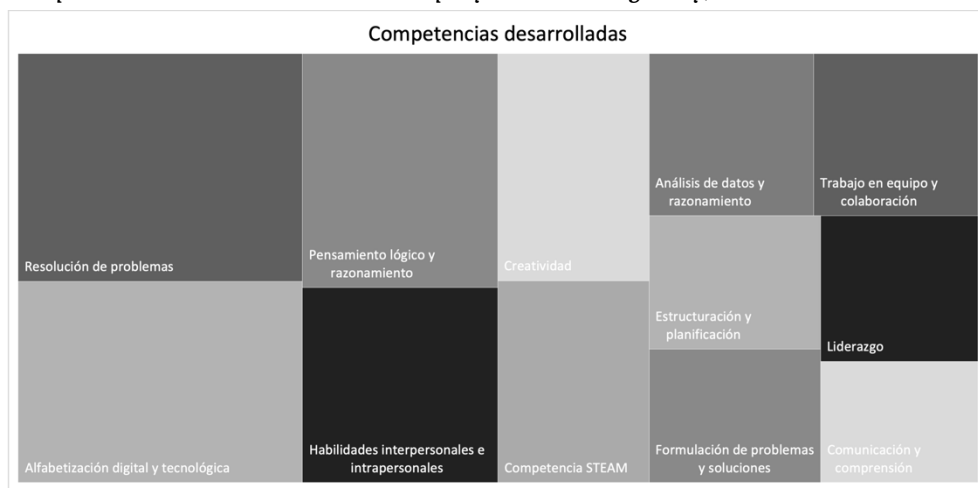 Competencias desarrolladas
Resolución de problemas
Pensamiento lógico y
razonamiento
Creatividad
Análisis de datos y
razonamiento
Trabajo en equipo y
colaboración
Estructuración y
planificación
Liderazgo
Alfabetización digital y tecnológica
Habilidades interpersonales e
intrapersonales
Competencia STEAM
Formulación de problemas
y soluciones
Comunicación y
comprensión